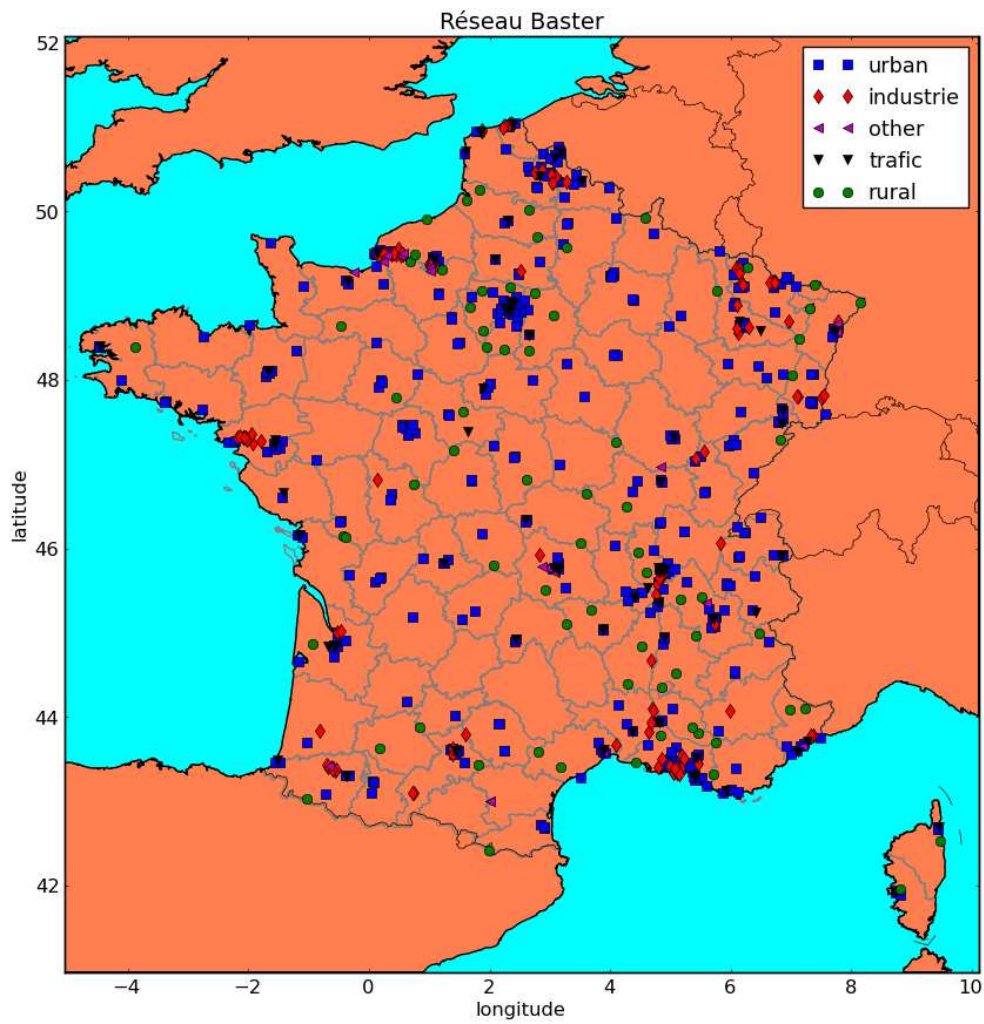 Réseau Baster
52
50
48
46
44
42
latitude
urban
industrie
other
trafic
rural
−4
−2
0
2
4
6
8
10
longitude